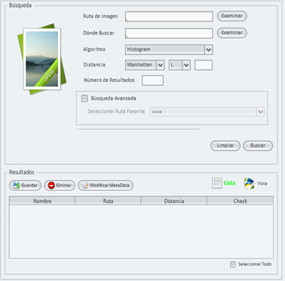 Búsqueda
Ruta de Imagen
Examinar
Dónde Buscar
Examinar
Algoritmo
Histogram
Distancia
Manhattan
L
Número de Resultados
Búsqueda Avanzada
Seleccionar Ruta Favorita
Limpiar
Buscar
Resultados
Guardar
Eliminar
Modificar MetaData
Lista
Vista
Nombre
Ruta
Distancia
Check
Seleccionar Todo